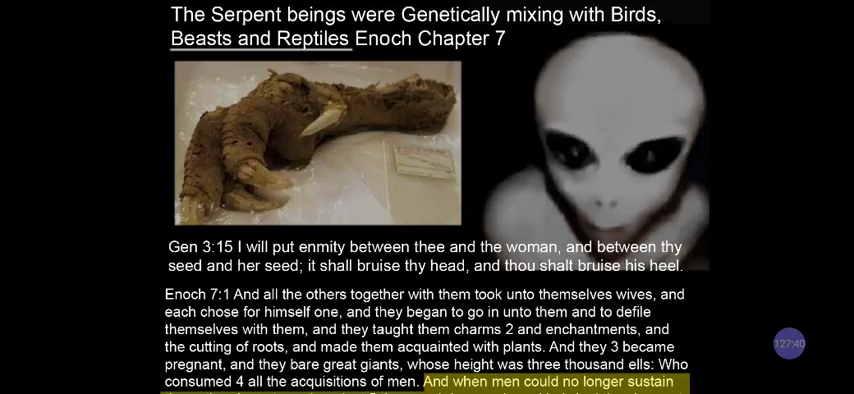 The Serpent beings were Genetically mixing with Birds,
Beasts and Reptiles Enoch Chapter 7
Gen 3:15 I will put enmity between thee and the woman, and between thy
seed and her seed; it shall bruise thy head, and thou shalt bruise his heel.
Enoch 7:1 And all the others together with them took unto themselves wives, and
each chose for himself one, and they began to go in unto them and to defile
themselves with them, and they taught them charms 2 and enchantments, and
the cutting of roots, and made them acquainted with plants. And they 3 became
pregnant, and they bare great giants, whose height was three thousand ells: Who
consumed 4 all the acquisitions of men. And when men could no longer sustain
127:40